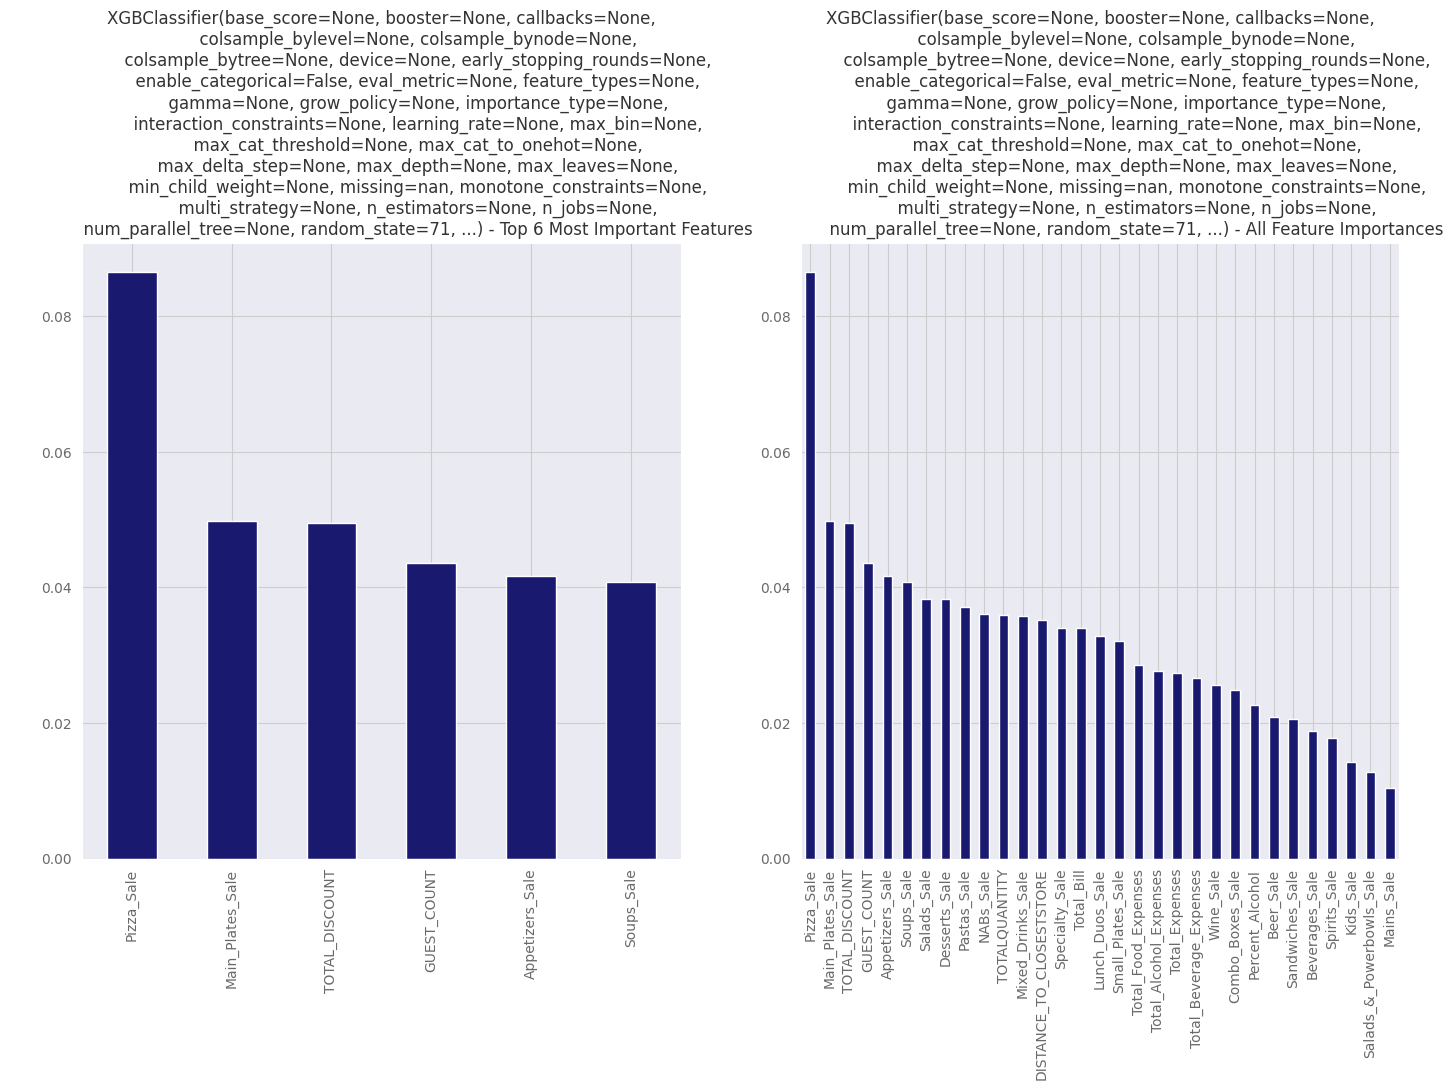 XGBClassifier(base_score=None, booster=None, callbacks=None,
colsample_bylevel=None, colsample_bynode=None,
colsample_bytree=None, device=None, early_stopping_rounds=None,
enable_categorical=False, eval_metric=None, feature_types=None,
gamma=None, grow_policy=None, importance_type=None,
interaction_constraints=None, learning_rate=None, max_bin=None,
max_cat_threshold=None, max_cat_to_onehot=None,
max_delta_step=None, max_depth=None, max_leaves=None,
min_child_weight=None, missing=nan, monotone_constraints=None,
multi_strategy=None, n_estimators=None, n_jobs=None,
num_parallel_tree=None, random_state=71, ...) - Top 6 Most Important Features
0.08
0.06
0.04
0.02
0.00
Pizza_Sale
Main_Plates_Sale
TOTAL_DISCOUNT
GUEST_COUNT
Appetizers_Sale
Soups_Sale
XGBClassifier(base_score=None, booster=None, callbacks=None,
colsample_bylevel=None, colsample_bynode=None,
colsample_bytree=None, device=None, early_stopping_rounds=None,
enable_categorical=False, eval_metric=None, feature_types=None,
gamma=None, grow_policy=None, importance_type=None,
interaction_constraints=None, learning_rate=None, max_bin=None,
max_cat_threshold=None, max_cat_to_onehot=None,
max_delta_step=None, max_depth=None, max_leaves=None,
min_child_weight=None, missing=nan, monotone_constraints=None,
multi_strategy=None, n_estimators=None, n_jobs=None,
num_parallel_tree=None, random_state=71, ...) - All Feature Importances
0.08
0.06
0.04
0.02
0.00
Pizza_Sale
Main_Plates_Sale
TOTAL_DISCOUNT
GUEST_COUNT
Appetizers_Sale
Soups_Sale
Salads_Sale
Desserts_Sale
Pastas_Sale
NABs_Sale
TOTALQUANTITY
Mixed_Drinks_Sale
DISTANCE_TO_CLOSESTSTORE
Specialty_Sale
Total_Bill
Lunch_Duos_Sale
Small_Plates_Sale
Total_Food_Expenses
Total_Alcohol_Expenses
Total_Expenses
Total_Beverage_Expenses
Wine_Sale
Combo_Boxes_Sale
Percent_Alcohol
Beer_Sale
Sandwiches_Sale
Beverages_Sale
Spirits_Sale
Kids_Sale
Salads_&_Powerbowls_Sale
Mains_Sale